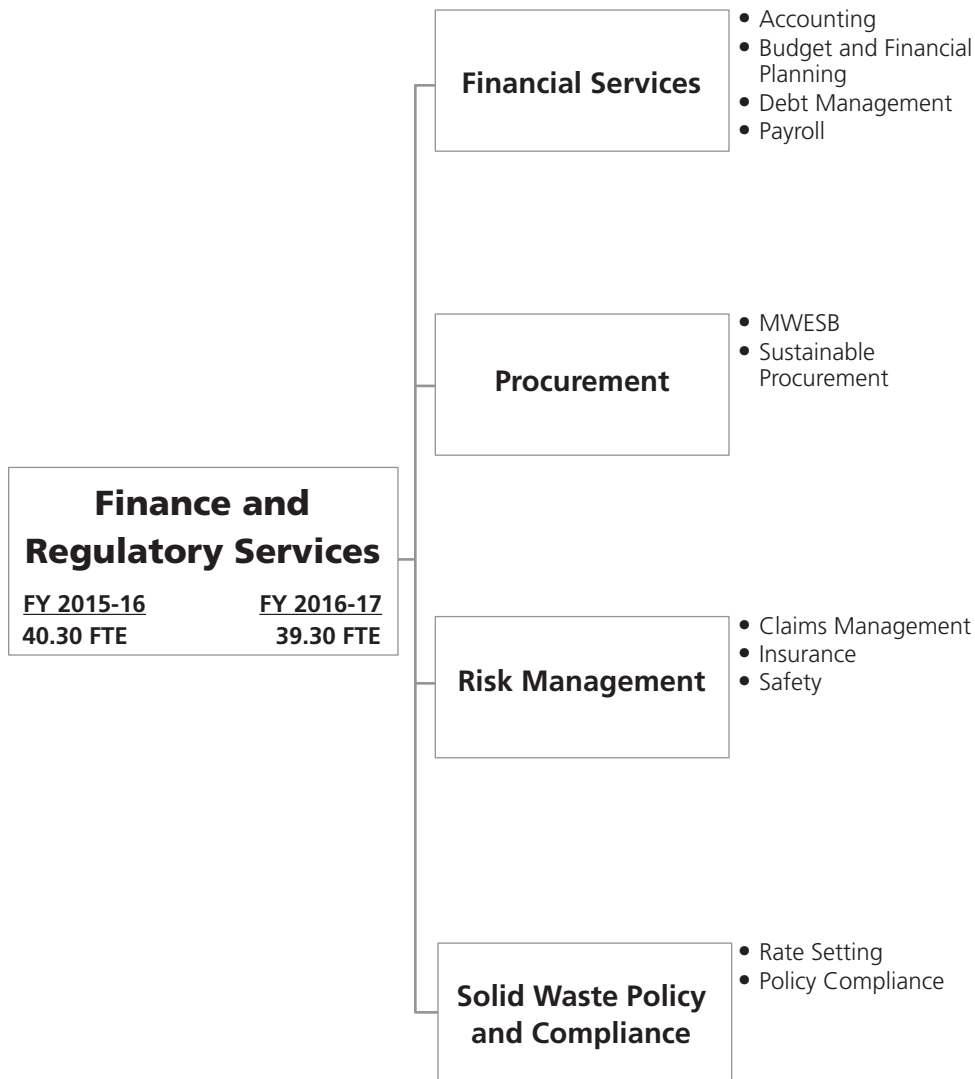 Financial Services
• Accounting
• Budget and Financial
Planning
• Debt Management
• Payroll
Procurement
• MWESB
• Sustainable
Procurement
Finance and
Regulatory Services
FY 2015-16 FY 2016-17
40.30 FTE 39.30 FTE
Risk Management
• Claims Management
• Insurance
• Safety
Solid Waste Policy
and Compliance
• Rate Setting
• Policy Compliance